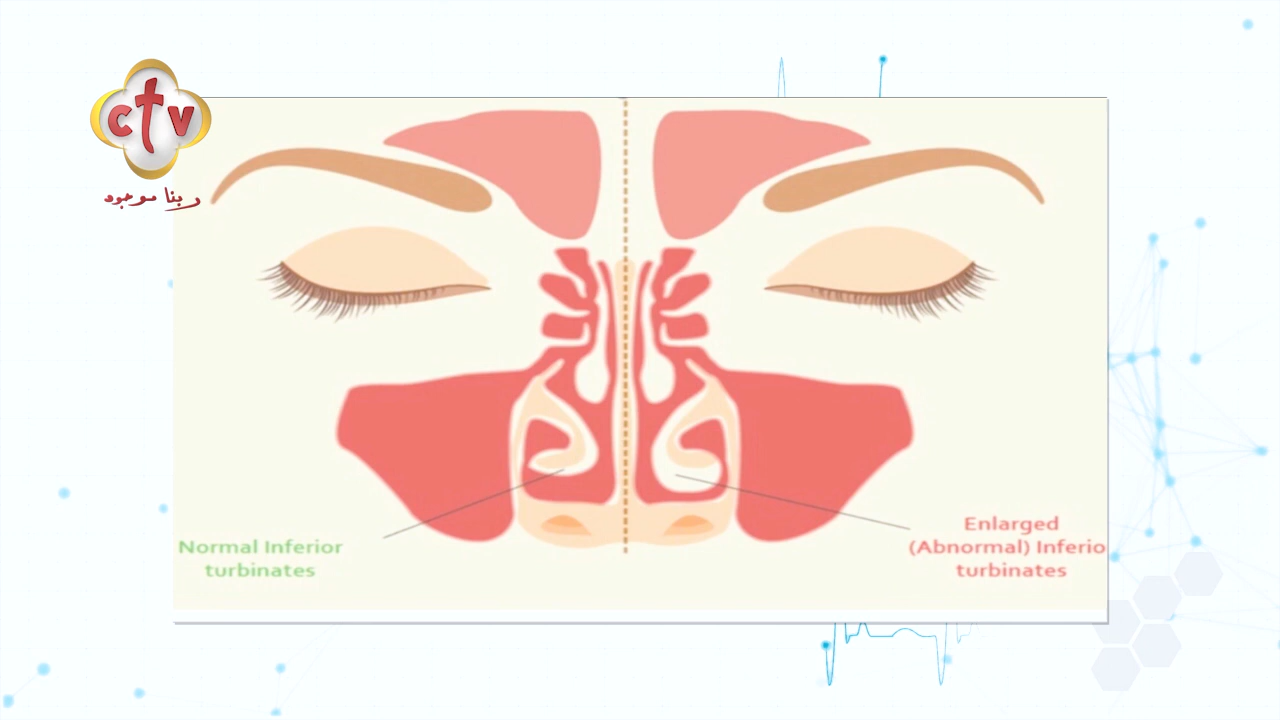 ctv
ربنا موجود
Normal Inferior
turbinates
Enlarged
(Abnormal) Inferio
turbinates